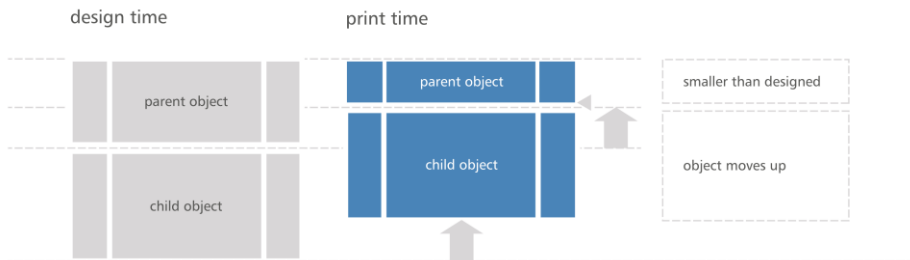 design time
print time
parent object
parent object
smaller than designed
child object
object moves up
child object